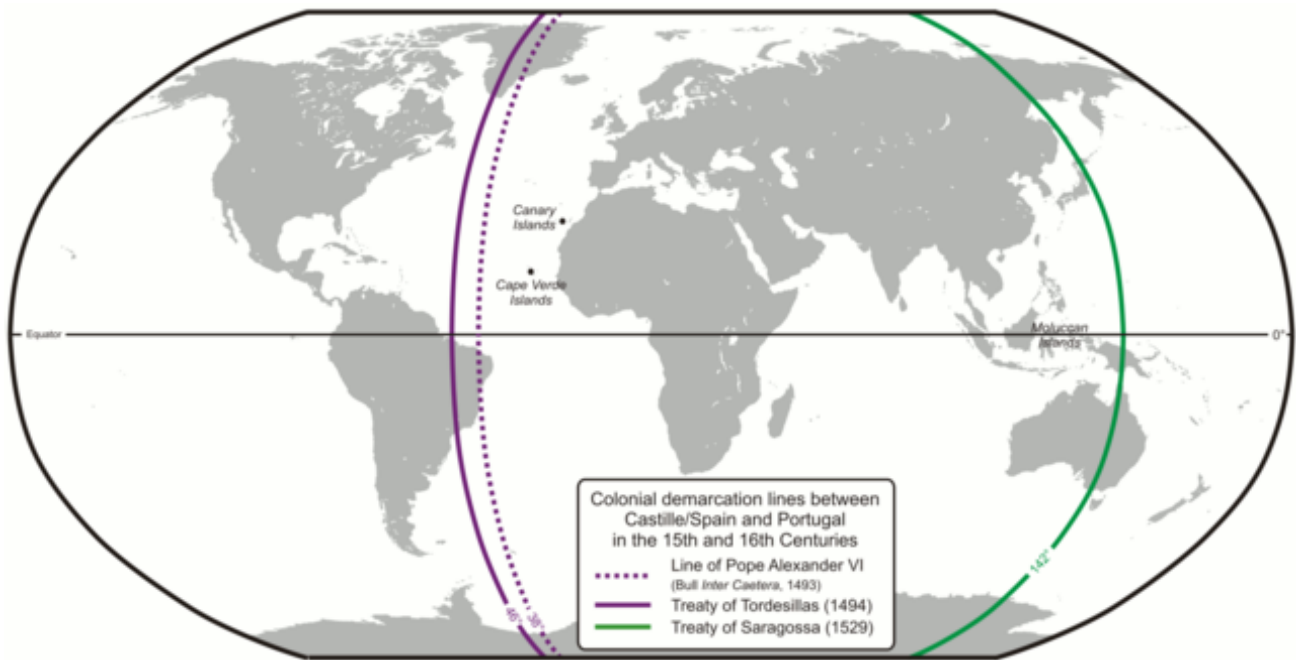 Canary
Islands
Cape Verde
Islands
Equator
Moluccan
Islands
0°
Colonial demarcation lines between
Castille/Spain and Portugal
in the 15th and 16th Centuries
Line of Pope Alexander VI
(Bull Inter Caetera, 1493)
Treaty of Tordesillas (1494)
Treaty of Saragossa (1529)
142°
46°
38°